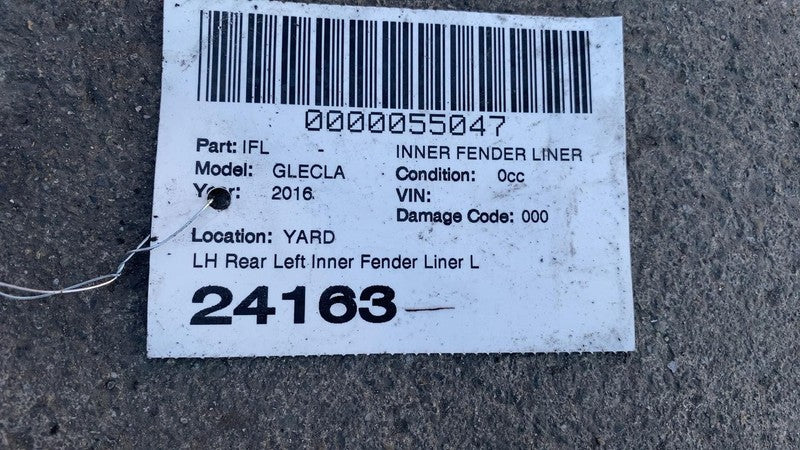 0000055047
Part: IFL - INNER FENDER LINER
Model: GLECLA Condition: 0cc
Year: 2016 VIN:
Damage Code: 000
Location: YARD
LH Rear Left Inner Fender Liner L
24163